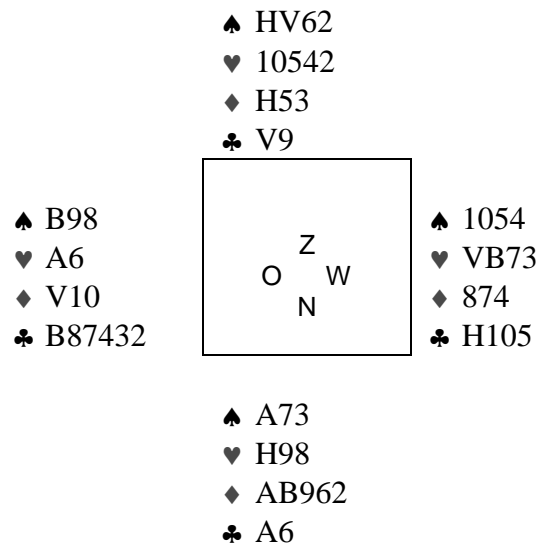 ♠ HV62
♥ 10542
♦ H53
♣ V9
♠ B98
♥ A6
♦ V10
♣ B87432
Z
O W
N
♠ 1054
♥ VB73
♦ 874
♣ H105
♠ A73
♥ H98
♦ AB962
♣ A6